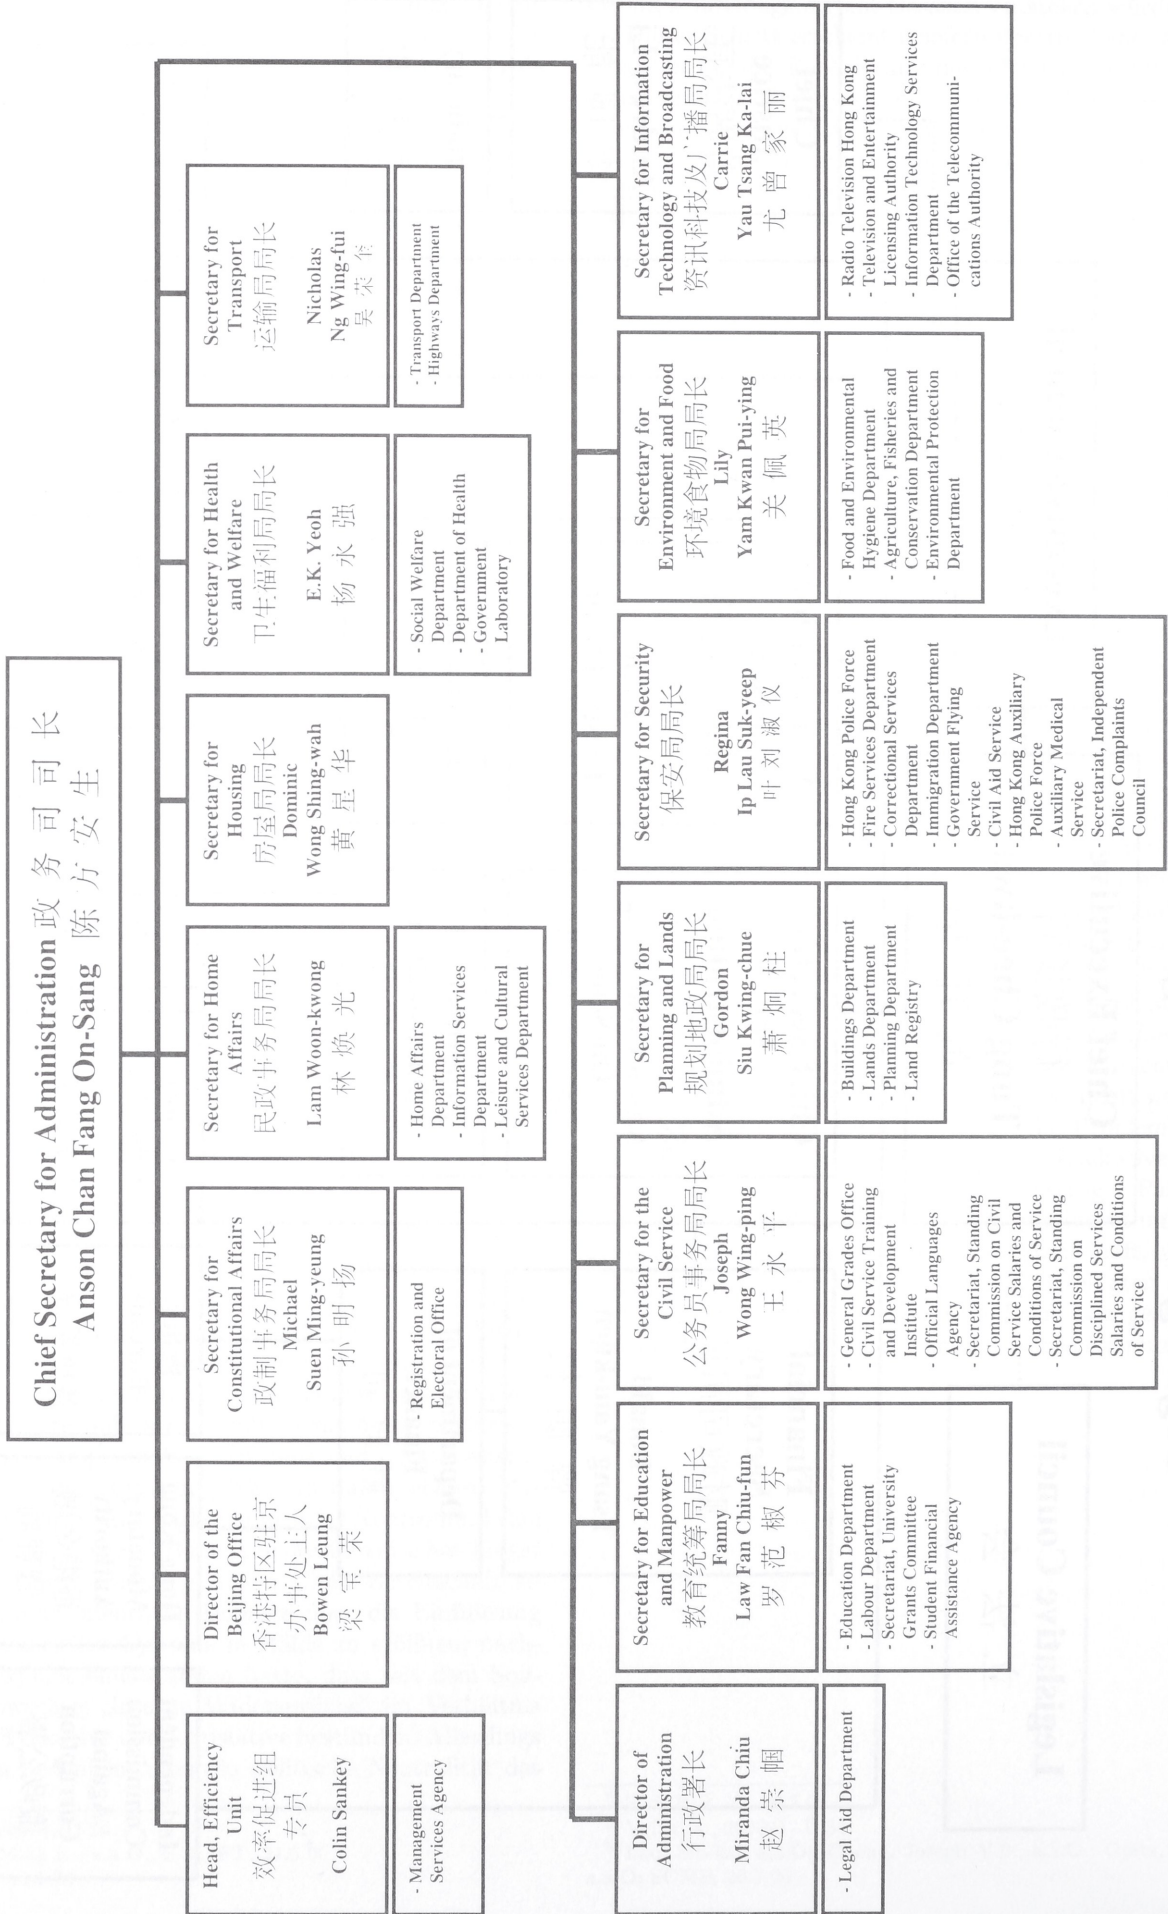 Chief Secretary for Administration 政 务 司 司 长
Anson Chan Fang On-Sang 陈 方 安 生
Head, Efficiency
Unit
效率促进组
专员
Colin Sankey
- Management
Services Agency
Director of the
Beijing Office
香港特区驻京
办事处主人
Bowen Leung
梁 宝 荣
Secretary for
Constitutional Affairs
政制事务局局长
Michael
Suen Ming-yeung
孙 明 扬
- Registration and
Electoral Office
Secretary for Home
Affairs
民政事务局局长
Lam Woon-kwong
林 焕 光
- Home Affairs
Department
- Information Services
Department
- Leisure and Cultural
Services Department
Secretary for
Housing
房屋局局长
Dominic
Wong Shing-wah
黄 星 华
Secretary for Health
and Welfare
卫生福利局局长
E.K. Yeoh
杨 永 强
- Social Welfare
Department
- Department of Health
- Government
Laboratory
Secretary for
Transport
运输局局长
Nicholas
Ng Wing-fui
吴 荣
- Transport Department
- Highways Department
Director of
Administration
行政署长
Miranda Chiu
赵 崇 帼
- Legal Aid Department
Secretary for Education
and Manpower
教育统筹局局长
Fanny
Law Fan Chiu-fun
罗 范 椒 芬
- Education Department
- Labour Department
- Secretariat, University
Grants Committee
- Student Financial
Assistance Agency
Secretary for the
Civil Service
公务员事务局局长
Joseph
Wong Wing-ping
王 永 平
- General Grades Office
- Civil Service Training
and Development
Institute
- Official Languages
Agency
- Secretariat, Standing
Commission on Civil
Service Salaries and
Conditions of Service
- Secretariat, Standing
Commission on
Disciplined Services
Salaries and Conditions
of Service
Secretary for
Planning and Lands
规划地政局局长
Gordon
Siu Kwing-chue
萧 炯 柱
- Buildings Department
- Lands Department
- Planning Department
- Land Registry
Secretary for Security
保安局局长
Regina
Ip Lau Suk-yeep
叶 刘 淑 仪
- Hong Kong Police Force
- Fire Services Department
- Correctional Services
Department
- Immigration Department
- Government Flying
Service
- Civil Aid Service
- Hong Kong Auxiliary
Police Force
- Auxiliary Medical
Service
- Secretariat, Independent
Police Complaints
Council
Secretary for
Environment and Food
环境食物局局长
Lily
Yam Kwan Pui-ying
关 佩 英
- Food and Environmental
Hygiene Department
- Agriculture, Fisheries and
Conservation Department
- Environmental Protection
Department
Secretary for Information
Technology and Broadcasting
资讯科技及广播局局长
Carrie
Yau Tsang Ka-lai
尤 曾 家 丽
- Radio Television Hong Kong
- Television and Entertainment
Licensing Authority
- Information Technology Services
Department
- Office of the Telecommuni-
cations Authority